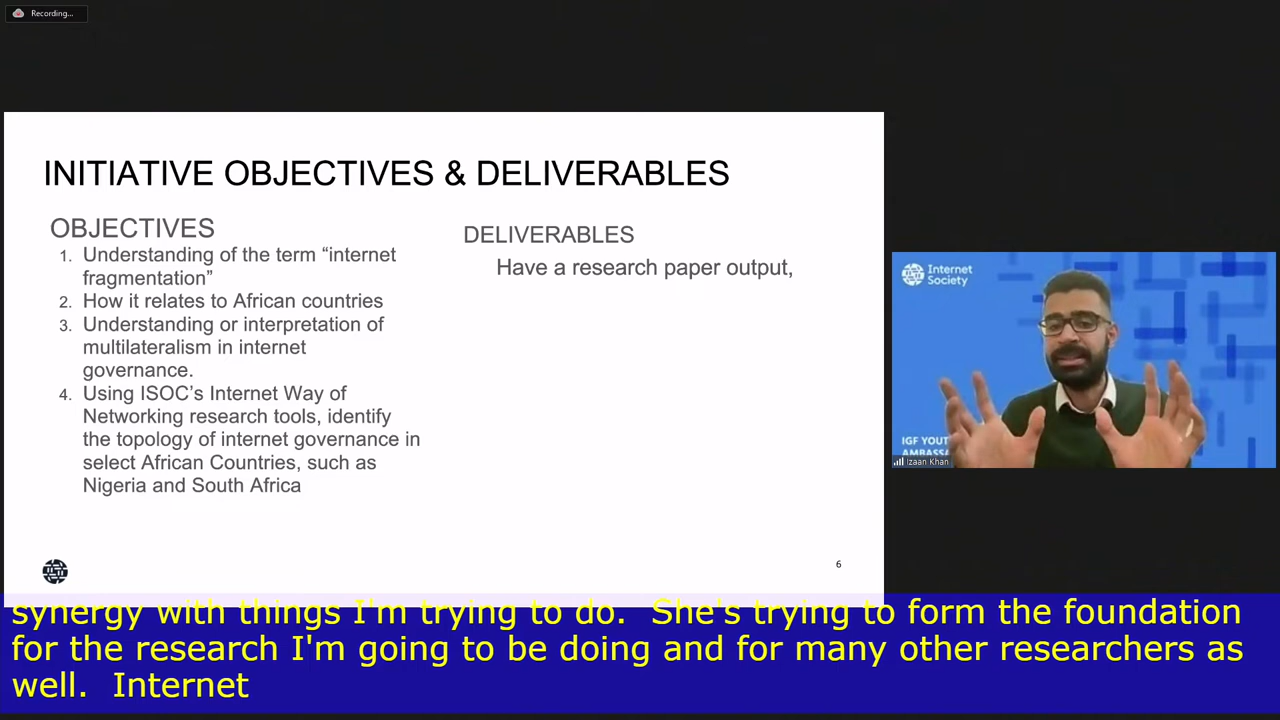 Recording...
INITIATIVE OBJECTIVES & DELIVERABLES
OBJECTIVES
1. Understanding of the term “internet
fragmentation”
2. How it relates to African countries
3. Understanding or interpretation of
multilateralism in internet
governance.
4. Using ISOC’s Internet Way of
Networking research tools, identify
the topology of internet governance in
select African Countries, such as
Nigeria and South Africa
DELIVERABLES
Have a research paper output,
6
Internet
Society
IGF YOUT
AMBASSA
Izaan Khan
synergy with things I'm trying to do.  She's trying to form the foundation
for the research I'm going to be doing and for many other researchers as
well.  Internet